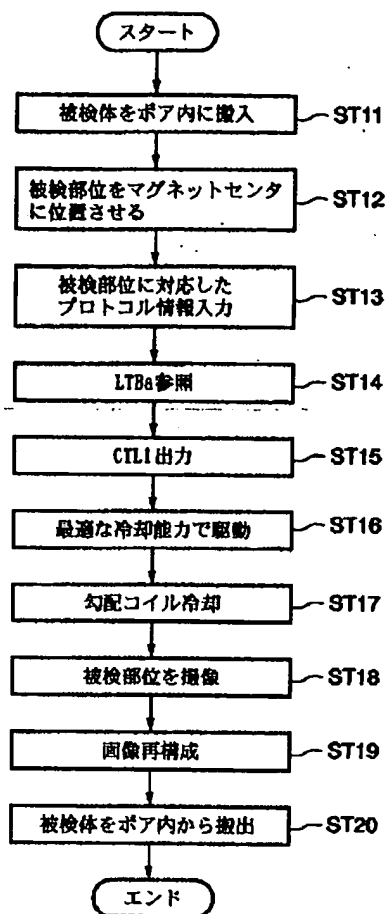 スタート
被検体をボア内に搬入
ST11
被検部位をマグネットセンタ
に位置させる
ST12
被検部位に対応した
プロトコル情報入力
ST13
LTBa参照
ST14
CTL1出力
ST15
最適な冷却能力で駆動
ST16
勾配コイル冷却
ST17
被検部位を撮像
ST18
画像再構成
ST19
被検体をボア内から搬出
ST20
エンド